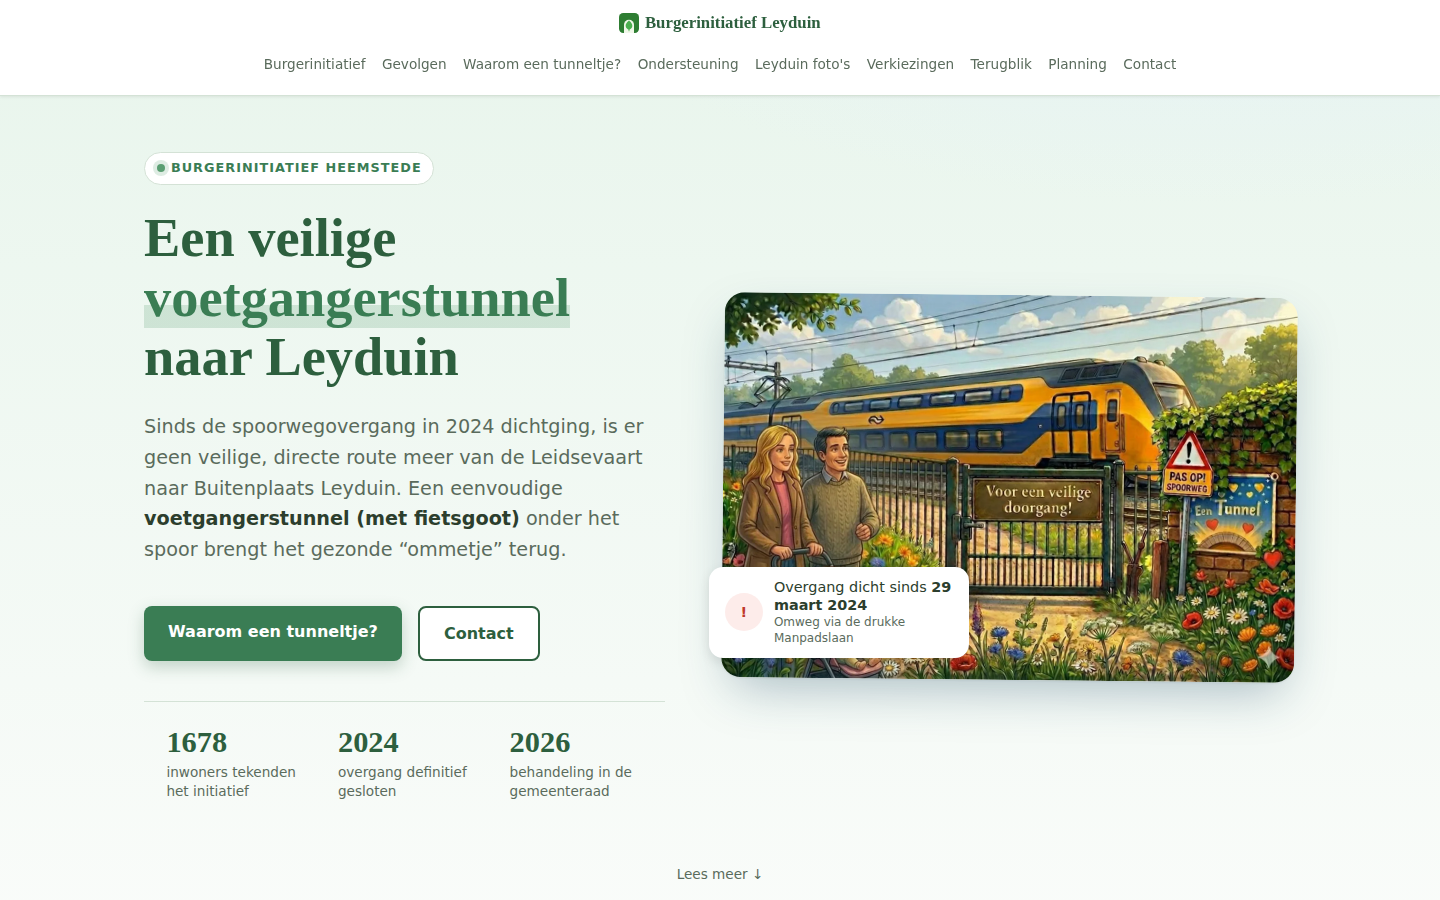 Burgerinitiatief Leyduin
Burgerinitiatief Gevolgen Waarom een tunneltje? Ondersteuning Leyduin foto's Verkiezingen Terugblik Planning Contact
BURGERINITIATIEF HEEMSTEDE
Een veilige
voetgangerstunnel
naar Leyduin
Sinds de spoorwegovergang in 2024 dichtging, is er
geen veilige, directe route meer van de Leidsevaart
naar Buitenplaats Leyduin. Een eenvoudige
voetgangerstunnel (met fietsgoot) onder het
spoor brengt het gezonde “ommetje” terug.
Waarom een tunneltje?
Contact
1678
inwoners tekenden
het initiatief
2024
overgang definitief
gesloten
2026
behandeling in de
gemeenteraad
Voor een veilige
doorgang!
PAS OP!
SPOORWEG
Een Tunnel
!
Overgang dicht sinds 29
maart 2024
Omweg via de drukke
Manpadslaan
Lees meer ↓